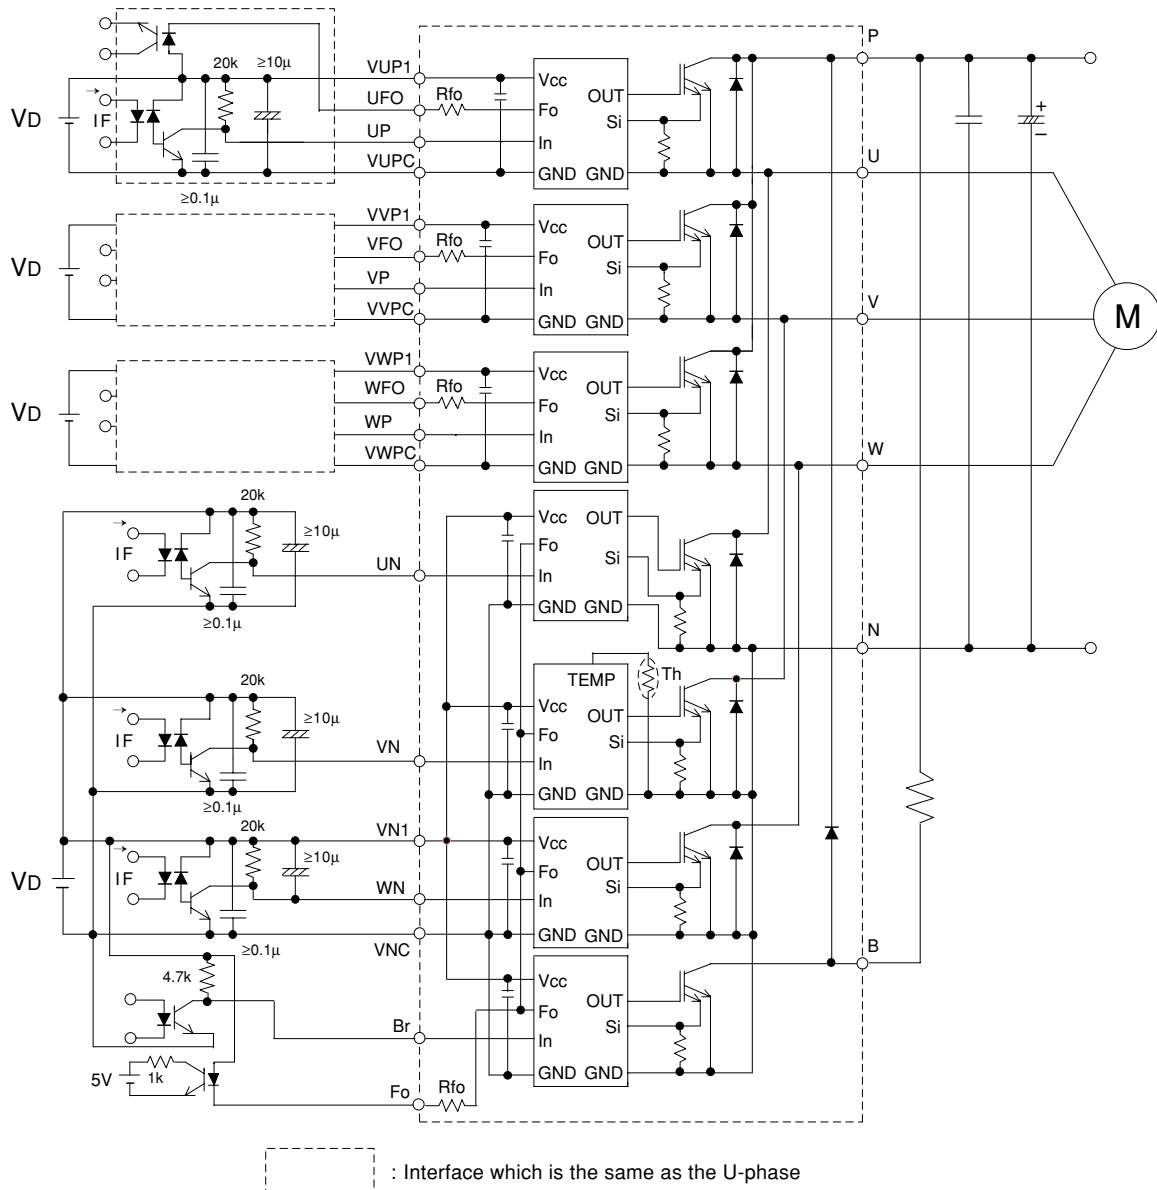 P
20k
≥10µ
VUP1
Vcc
OUT
Si
VD
IF
UFO
Rfo
Fo
UP
In
VUPC
GND GND
U
+
–
≥0.1µ
VVP1
Vcc
VFO
Rfo
OUT
VD
Fo
Si
VP
In
VVPC
GND GND
V
M
VWP1
Vcc
WFO
Rfo
OUT
VD
Fo
Si
WP
In
VWPC
GND GND
W
20k
≥10µ
IF
Vcc
OUT
Fo
Si
UN
In
GND GND
≥0.1µ
N
TEMP
Th
20k
≥10µ
IF
Vcc
OUT
Fo
Si
VN
In
GND GND
≥0.1µ
20k
VN1
Vcc
≥10µ
OUT
VD
IF
Fo
Si
WN
In
GND GND
B
VNC
≥0.1µ
4.7k
Vcc
OUT
Fo
Si
Br
In
5V
1k
GND GND
Fo
Rfo
: Interface which is the same as the U-phase